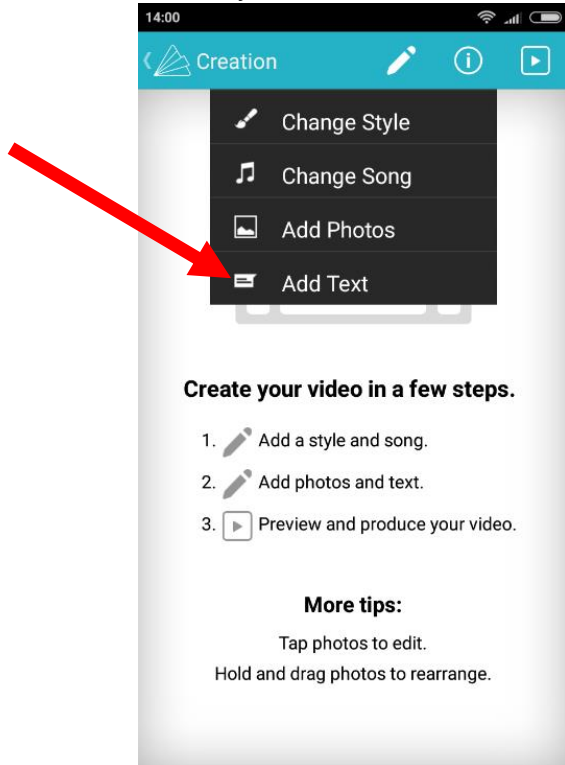 14:00
Creation
Change Style
Change Song
Add Photos
Add Text
Create your video in a few steps.
1. Add a style and song.
2. Add photos and text.
3. Preview and produce your video.
More tips:
Tap photos to edit.
Hold and drag photos to rearrange.